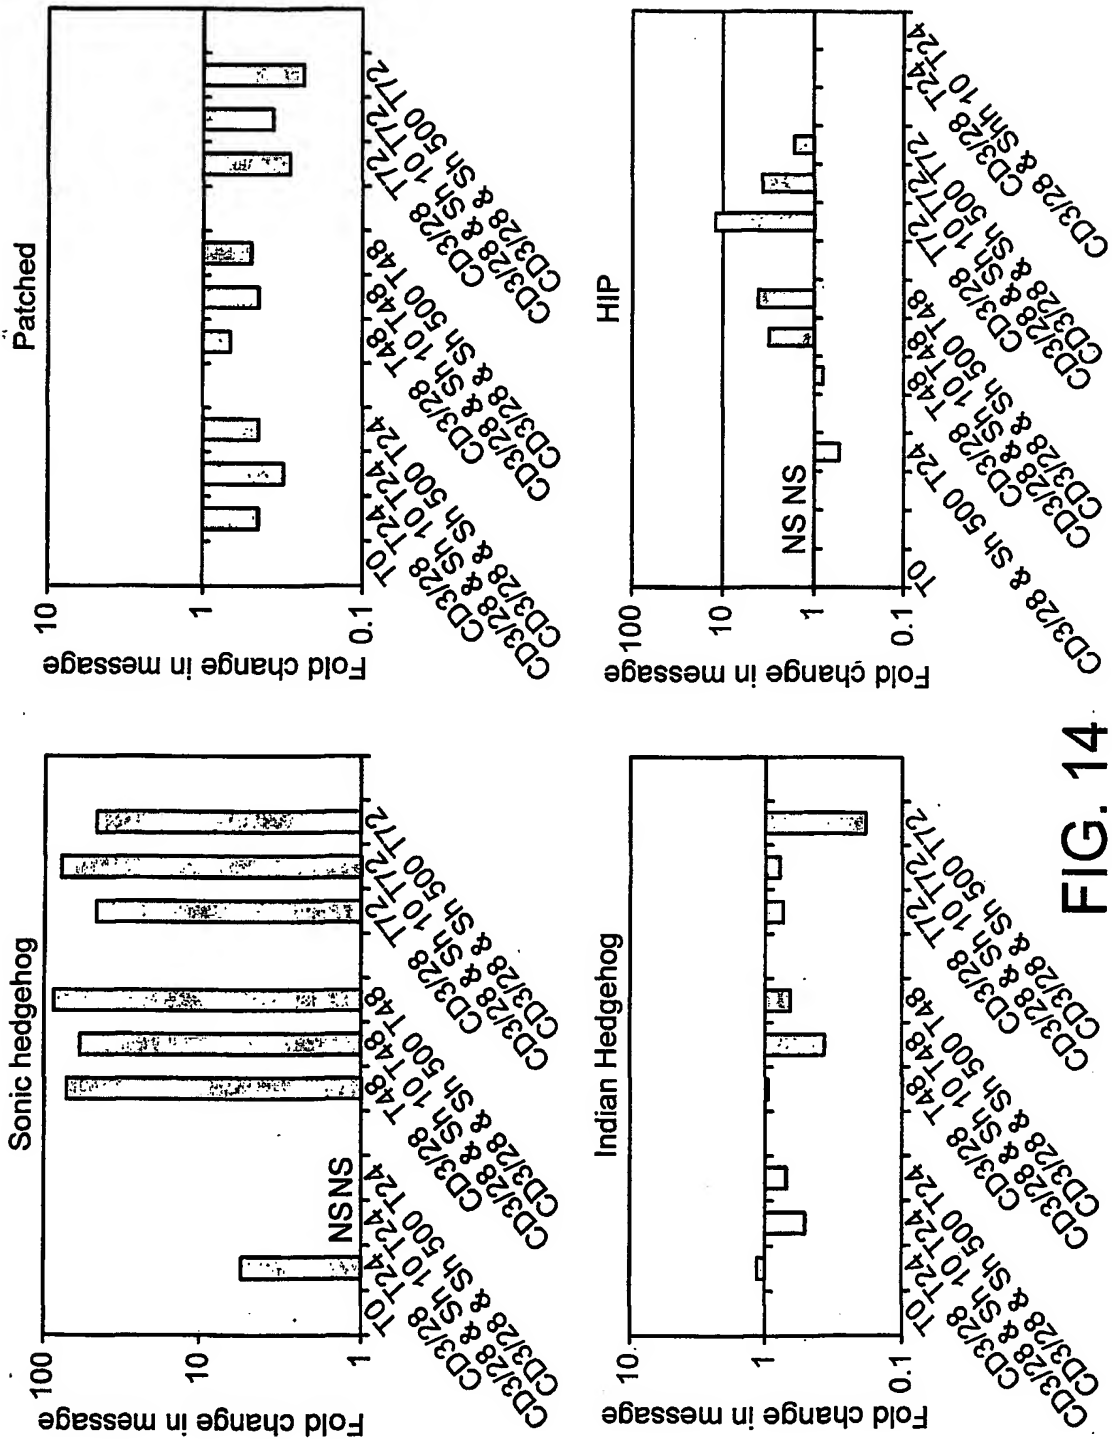 Sonic hedgehog
Fold change in message
100
10
1
NSNS
T0
CD3/28 T24
CD3/28 & Sh 10 T24
CD3/28 & Sh 500 T24
CD3/28 T48
CD3/28 & Sh 10 T48
CD3/28 & Sh 500 T48
CD3/28 T72
CD3/28 & Sh 10 T72
CD3/28 & Sh 500 T72
Patched
Fold change in message
10
1
0.1
T0
CD3/28 T24
CD3/28 & Sh 10 T24
CD3/28 & Sh 500 T24
CD3/28 T48
CD3/28 & Sh 10 T48
CD3/28 & Sh 500 T48
CD3/28 T72
CD3/28 & Sh 10 T72
CD3/28 & Sh 500 T72
Indian Hedgehog
Fold change in message
10
1
0.1
T0
CD3/28 T24
CD3/28 & Sh 10 T24
CD3/28 & Sh 500 T24
CD3/28 T48
CD3/28 & Sh 10 T48
CD3/28 & Sh 500 T48
CD3/28 T72
CD3/28 & Sh 10 T72
CD3/28 & Sh 500 T72
HIP
Fold change in message
100
10
1
0.1
NS NS
T0
CD3/28 & Sh 500 T24
CD3/28 T48
CD3/28 & Sh 10 T48
CD3/28 & Sh 500 T48
CD3/28 T72
CD3/28 & Sh 10 T72
CD3/28 & Sh 500 T72
CD3/28 T24
CD3/28 & Shh 10 T24
FIG. 14